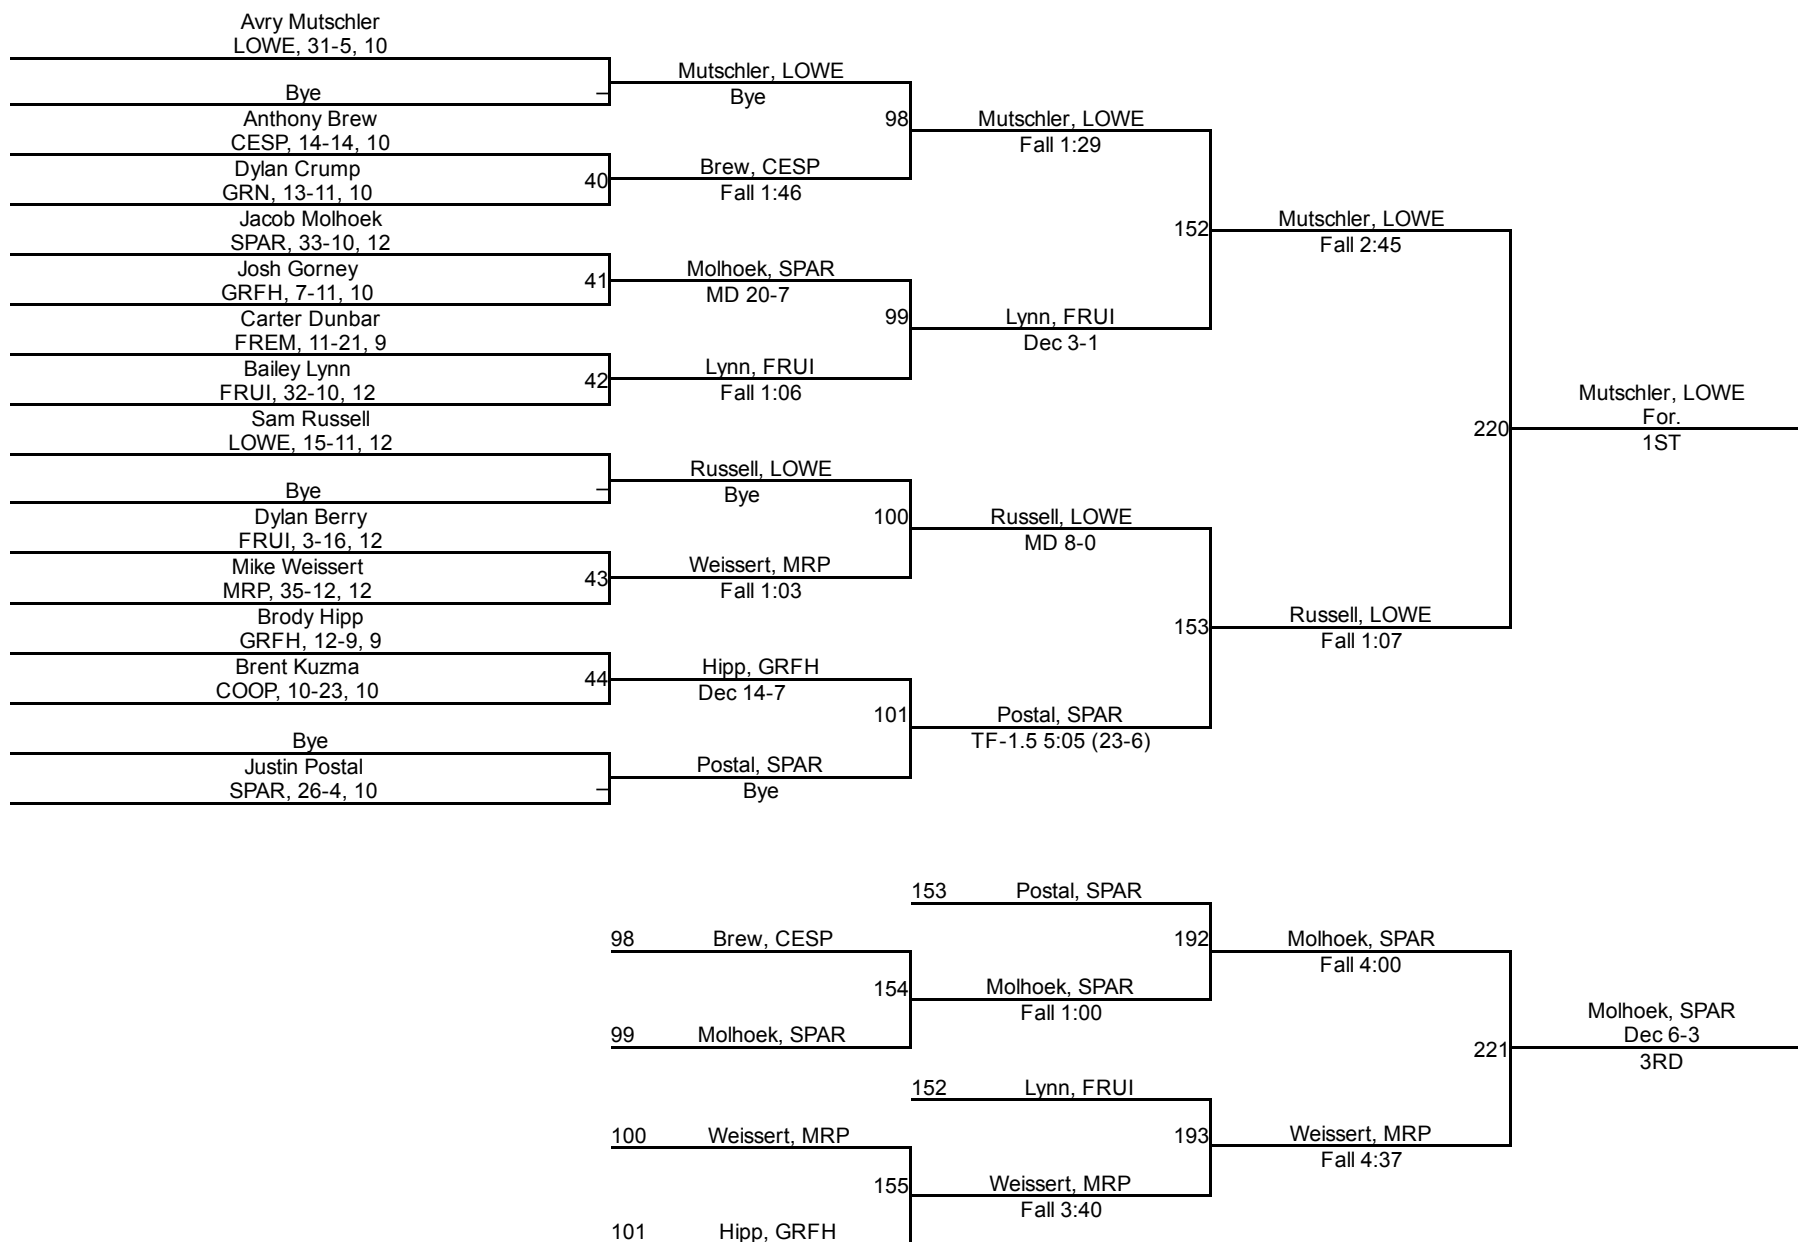 Avry Mutschler
LOWE, 31-5, 10
Bye
Anthony Brew
CESP, 14-14, 10
Dylan Crump
GRN, 13-11, 10
Jacob Molhoek
SPAR, 33-10, 12
Josh Gorney
GRFH, 7-11, 10
Carter Dunbar
FREM, 11-21, 9
Bailey Lynn
FRUI, 32-10, 12
Sam Russell
LOWE, 15-11, 12
Bye
Dylan Berry
FRUI, 3-16, 12
Mike Weissert
MRP, 35-12, 12
Brody Hipp
GRFH, 12-9, 9
Brent Kuzma
COOP, 10-23, 10
Bye
Justin Postal
SPAR, 26-4, 10
–
40
41
42
–
43
44
–
Mutschler, LOWE
Bye
Brew, CESP
Fall 1:46
Molhoek, SPAR
MD 20-7
Lynn, FRUI
Fall 1:06
Russell, LOWE
Bye
Weissert, MRP
Fall 1:03
Hipp, GRFH
Dec 14-7
Postal, SPAR
Bye
98
99
100
101
Mutschler, LOWE
Fall 1:29
Lynn, FRUI
Dec 3-1
Russell, LOWE
MD 8-0
Postal, SPAR
TF-1.5 5:05 (23-6)
152
153
Mutschler, LOWE
Fall 2:45
Russell, LOWE
Fall 1:07
220
Mutschler, LOWE
For.
1ST
98 Brew, CESP
99 Molhoek, SPAR
100 Weissert, MRP
101 Hipp, GRFH
154
155
153 Postal, SPAR
Molhoek, SPAR
Fall 1:00
152 Lynn, FRUI
Weissert, MRP
Fall 3:40
192
193
Molhoek, SPAR
Fall 4:00
Weissert, MRP
Fall 4:37
221
Molhoek, SPAR
Dec 6-3
3RD